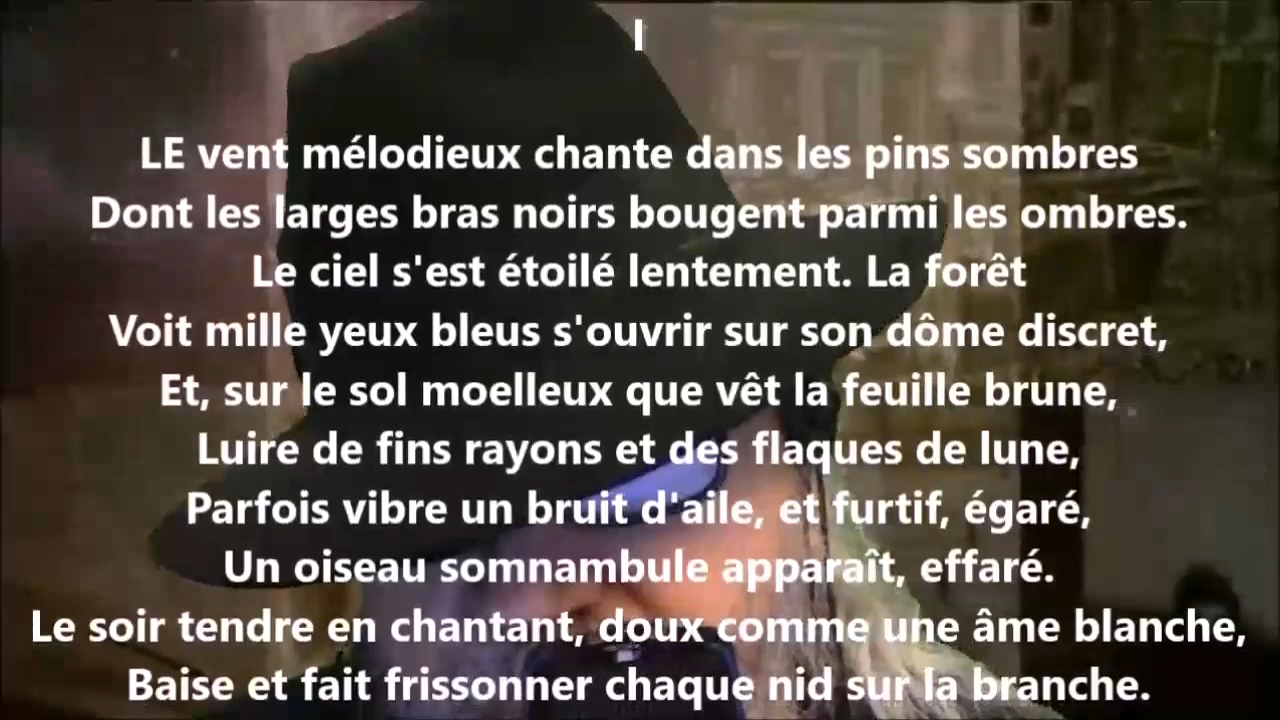 I
LE vent mélodieux chante dans les pins sombres
Dont les larges bras noirs bougent parmi les ombres.
Le ciel s'est étoilé lentement. La forêt
Voit mille yeux bleus s'ouvrir sur son dôme discret,
Et, sur le sol moelleux que vêt la feuille brune,
Luire de fins rayons et des flaques de lune,
Parfois vibre un bruit d'aile, et furtif, égaré,
Un oiseau somnambule apparaît, effaré.
Le soir tendre en chantant, doux comme une âme blanche,
Baise et fait frissonner chaque nid sur la branche.